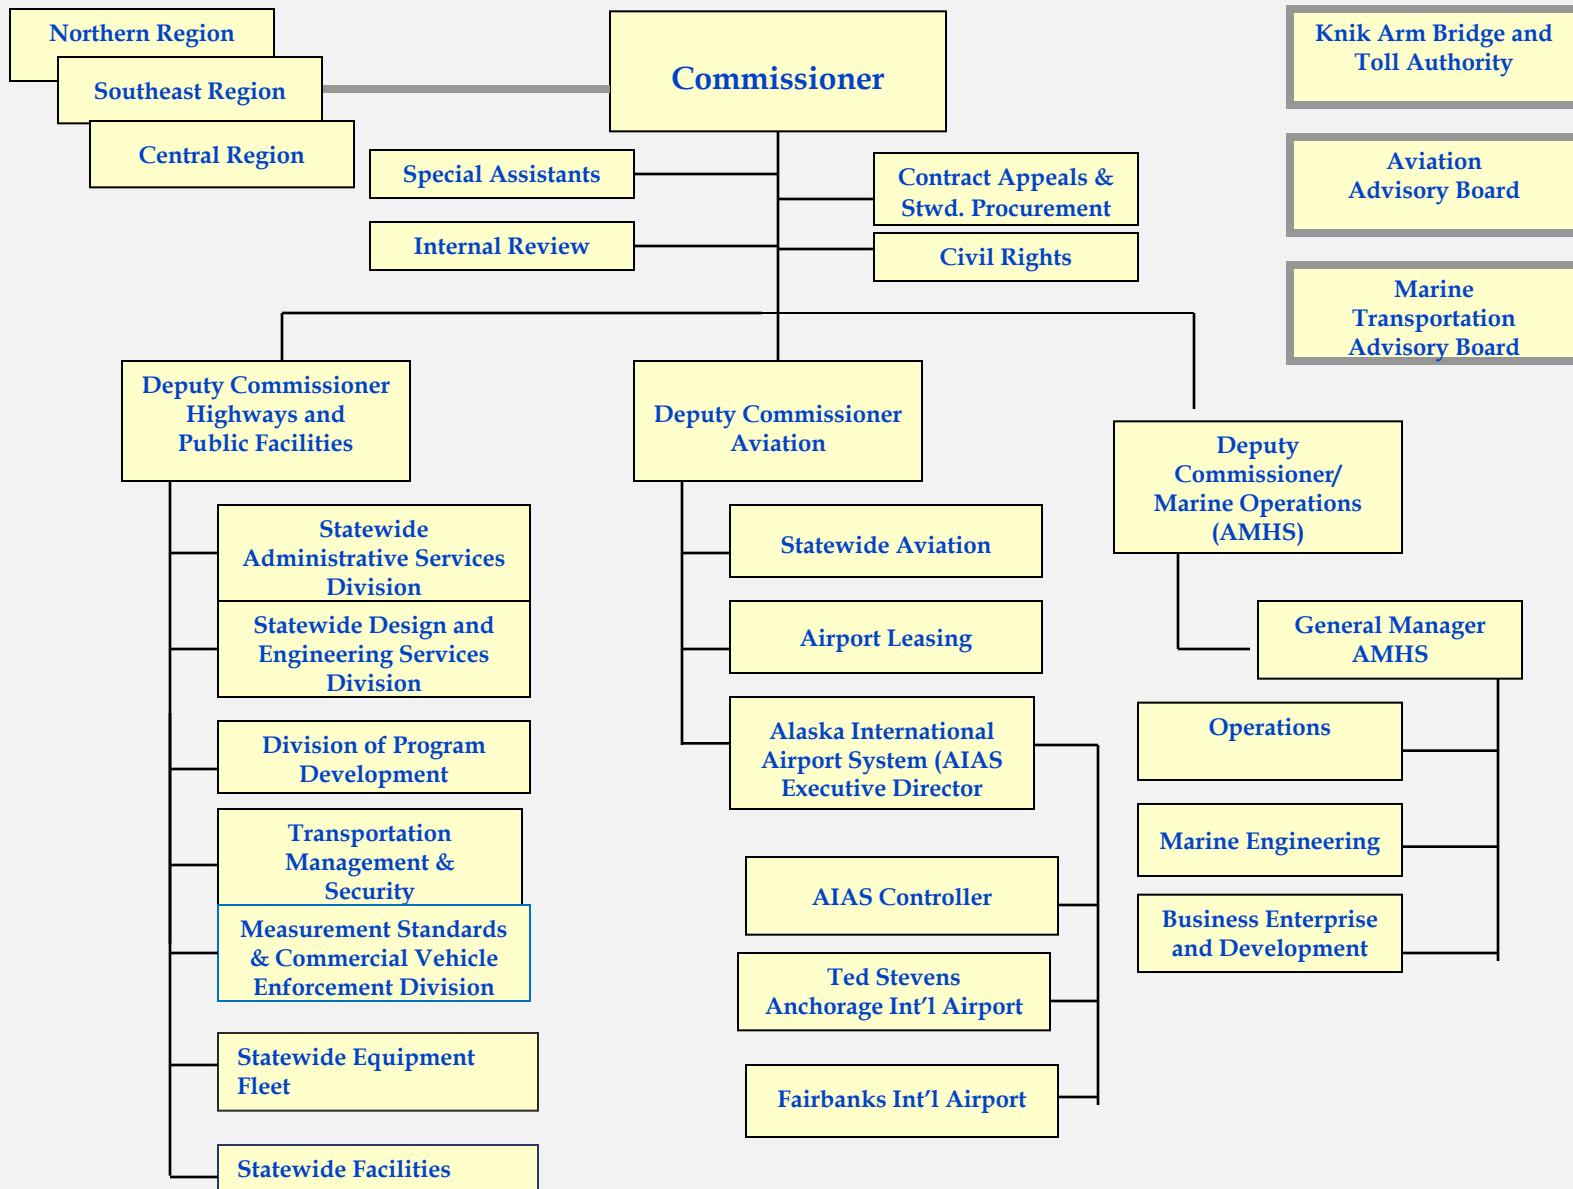 Northern Region
Southeast Region
Central Region
Commissioner
Knik Arm Bridge and
Toll Authority
Aviation
Advisory Board
Marine
Transportation
Advisory Board
Special Assistants
Internal Review
Contract Appeals &
Stwd. Procurement
Civil Rights
Deputy Commissioner
Highways and
Public Facilities
Statewide
Administrative Services
Division
Statewide Design and
Engineering Services
Division
Division of Program
Development
Transportation
Management &
Security
Measurement Standards
& Commercial Vehicle
Enforcement Division
Statewide Equipment
Fleet
Statewide Facilities
Deputy Commissioner
Aviation
Statewide Aviation
Airport Leasing
Alaska International
Airport System (AIAS
Executive Director
AIAS Controller
Ted Stevens
Anchorage Int’l Airport
Fairbanks Int’l Airport
Deputy
Commissioner/
Marine Operations
(AMHS)
General Manager
AMHS
Operations
Marine Engineering
Business Enterprise
and Development